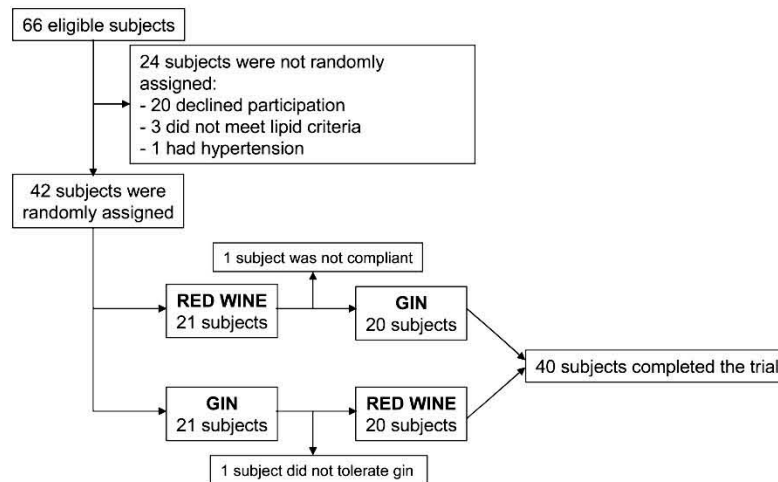 66 eligible subjects
24 subjects were not randomly
assigned:
- 20 declined participation
- 3 did not meet lipid criteria
- 1 had hypertension
42 subjects were
randomly assigned
1 subject was not compliant
RED WINE
21 subjects
GIN
20 subjects
40 subjects completed the trial
GIN
21 subjects
RED WINE
20 subjects
1 subject did not tolerate gin